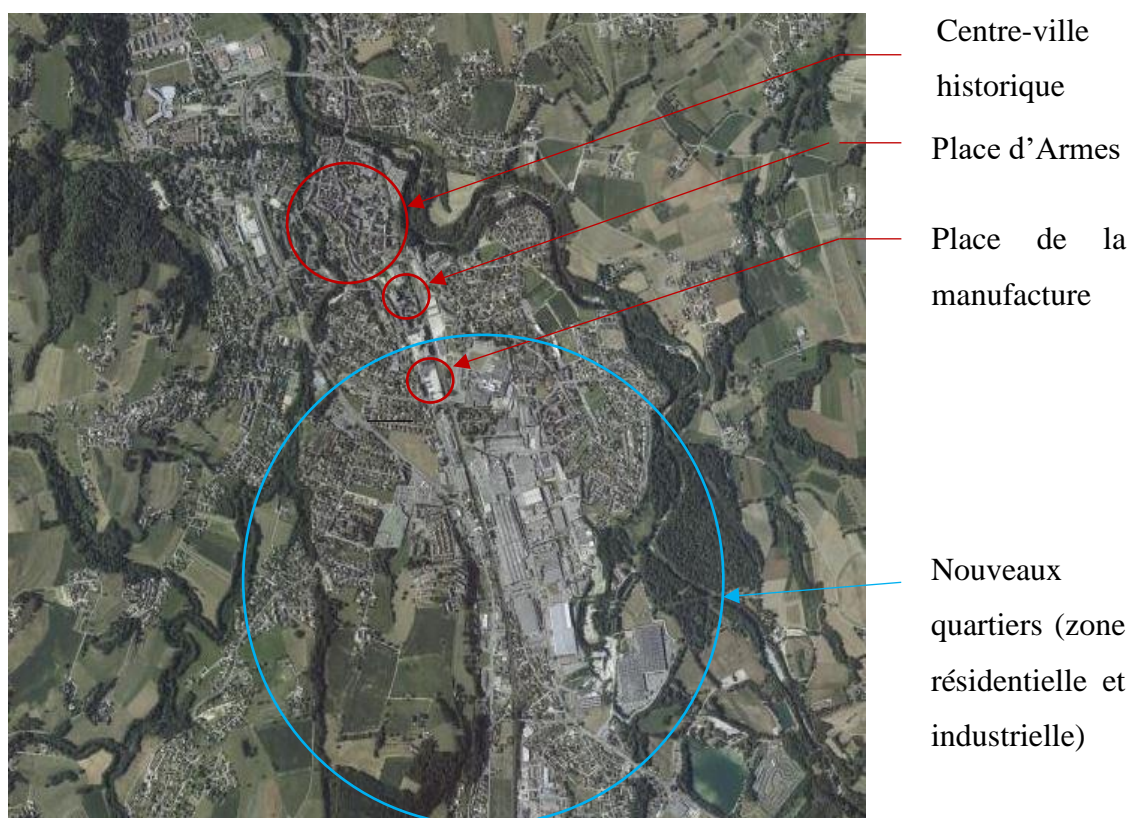 Centre-ville
historique
Place d’Armes
Place de la
manufacture
Nouveaux
quartiers (zone
résidentielle et
industrielle)